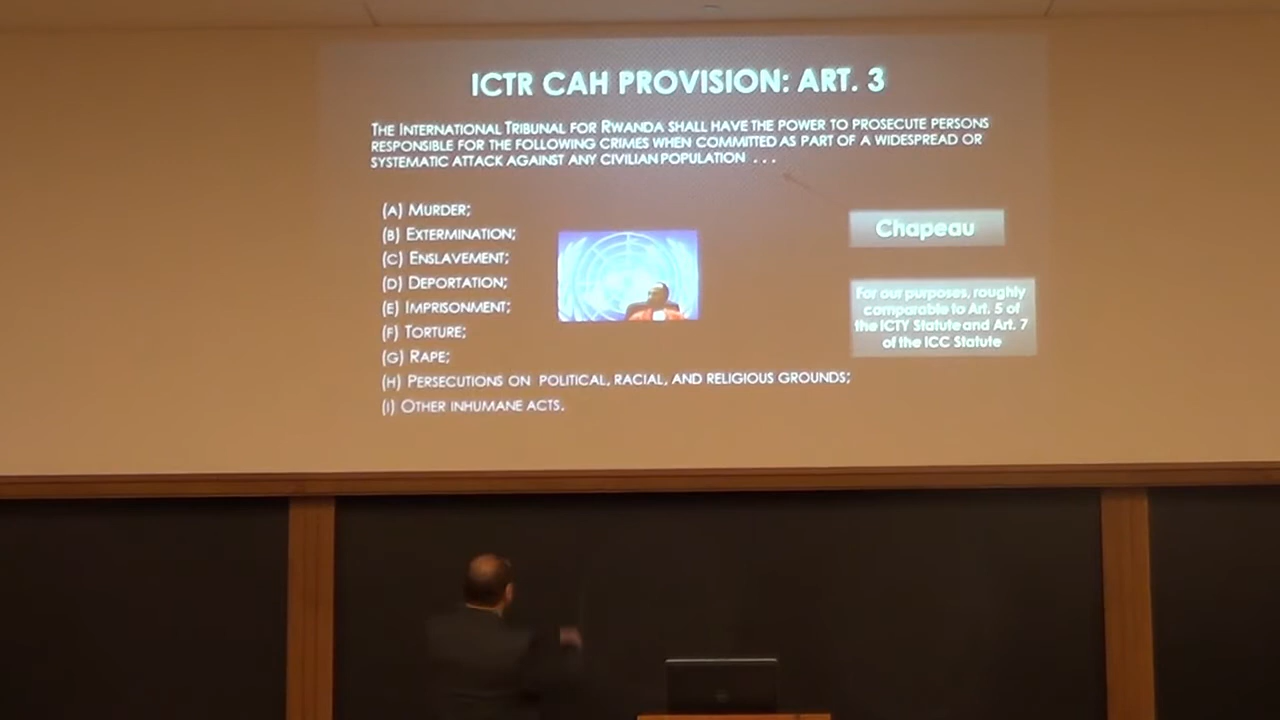 ICTR CAH PROVISION: ART. 3
THE INTERNATIONAL TRIBUNAL FOR RWANDA SHALL HAVE THE POWER TO PROSECUTE PERSONS
RESPONSIBLE FOR THE FOLLOWING CRIMES WHEN COMMITTED AS PART OF A WIDESPREAD OR
SYSTEMATIC ATTACK AGAINST ANY CIVILIAN POPULATION . . .
(A) MURDER;
(B) EXTERMINATION;
(C) ENSLAVEMENT;
(D) DEPORTATION;
(E) IMPRISONMENT;
(F) TORTURE;
(G) RAPE;
(H) PERSECUTIONS ON POLITICAL, RACIAL, AND RELIGIOUS GROUNDS;
(I) OTHER INHUMANE ACTS.
Chapeau
For our purposes, roughly
comparable to Art. 5 of
the ICTY Statute and Art. 7
of the ICC Statute